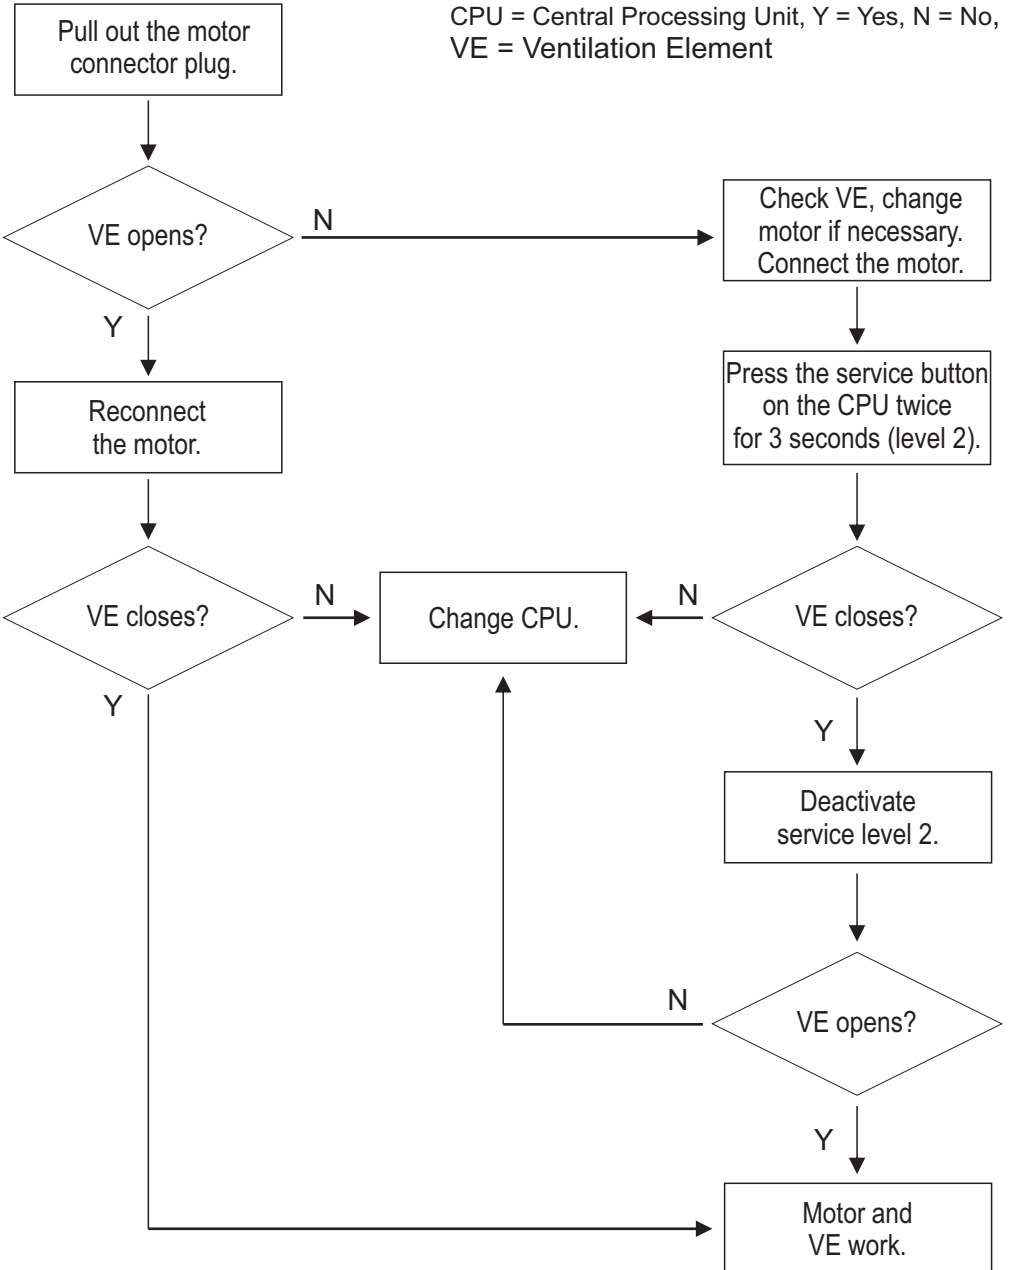 CPU = Central Processing Unit, Y = Yes, N = No,
VE = Ventilation Element
Pull out the motor
connector plug.
VE opens?
N
Check VE, change
motor if necessary.
Connect the motor.
Y
Reconnect
the motor.
Press the service button
on the CPU twice
for 3 seconds (level 2).
VE closes?
N
Change CPU.
N
VE closes?
Y
Y
Deactivate
service level 2.
N
VE opens?
Y
Motor and
VE work.